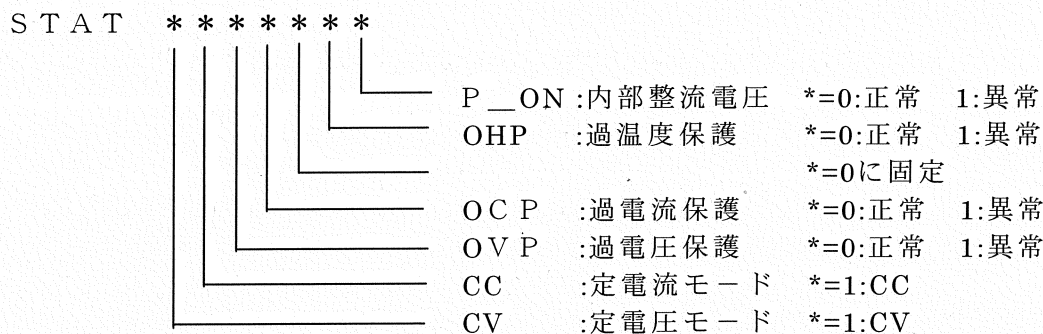 STAT *******
P_ON :内部整流電圧 *=0:正常 1:異常
OHP :過温度保護 *=0:正常 1:異常
*=0に固定
OCP :過電流保護 *=0:正常 1:異常
OVP :過電圧保護 *=0:正常 1:異常
CC :定電流モード *=1:CC
CV :定電圧モード *=1:CV